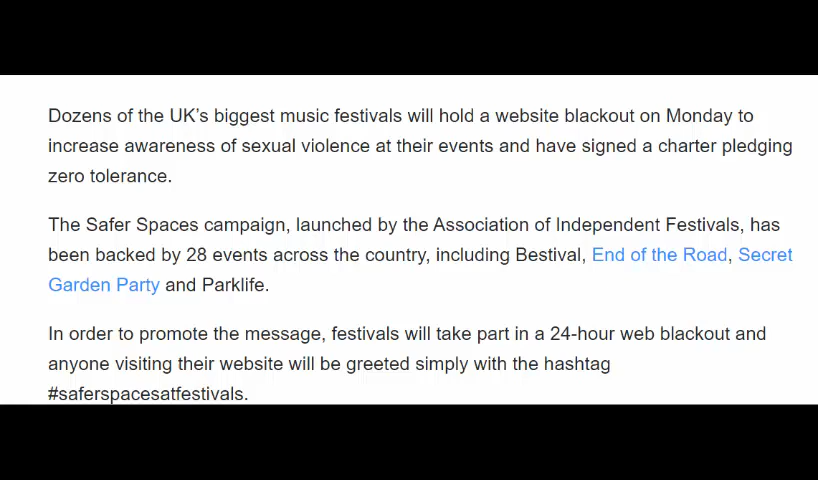 Dozens of the UK’s biggest music festivals will hold a website blackout on Monday to
increase awareness of sexual violence at their events and have signed a charter pledging
zero tolerance.
The Safer Spaces campaign, launched by the Association of Independent Festivals, has
been backed by 28 events across the country, including Bestival, End of the Road, Secret
Garden Party and Parklife.
In order to promote the message, festivals will take part in a 24-hour web blackout and
anyone visiting their website will be greeted simply with the hashtag
#saferspacesatfestivals.